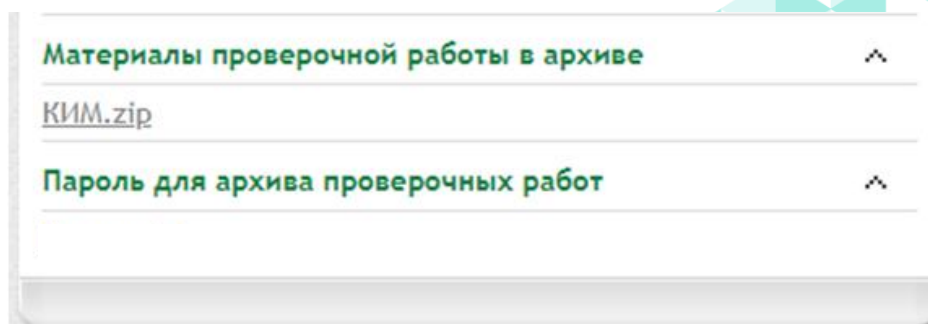 Материалы проверочной работы в архиве
КИМ.zip
Пароль для архива проверочных работ